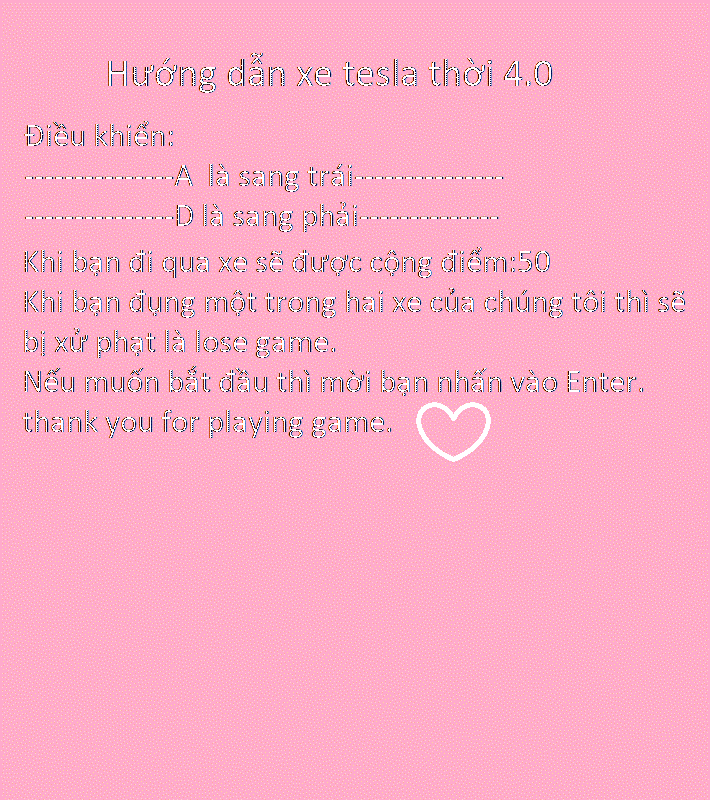 Hướng dẫn xe tesla thời 4.0
Điều khiển:
---------------A  là sang trái---------------
---------------D là sang phải--------------
Khi bạn đi qua xe sẽ được cộng điểm:50
Khi bạn đụng một trong hai xe của chúng tôi thì sẽ
bị xử phạt là lose game.
Nếu muốn bắt đầu thì mời bạn nhấn vào Enter.
thank you for playing game.